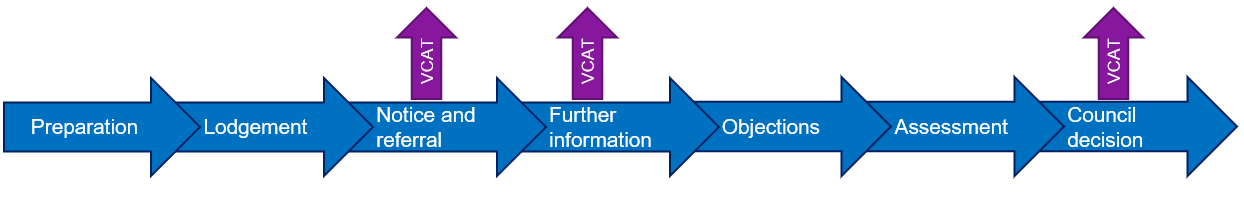 VCAT
VCAT
VCAT
Preparation
Lodgement
Notice and
referral
Further
information
Objections
Assessment
Council
decision